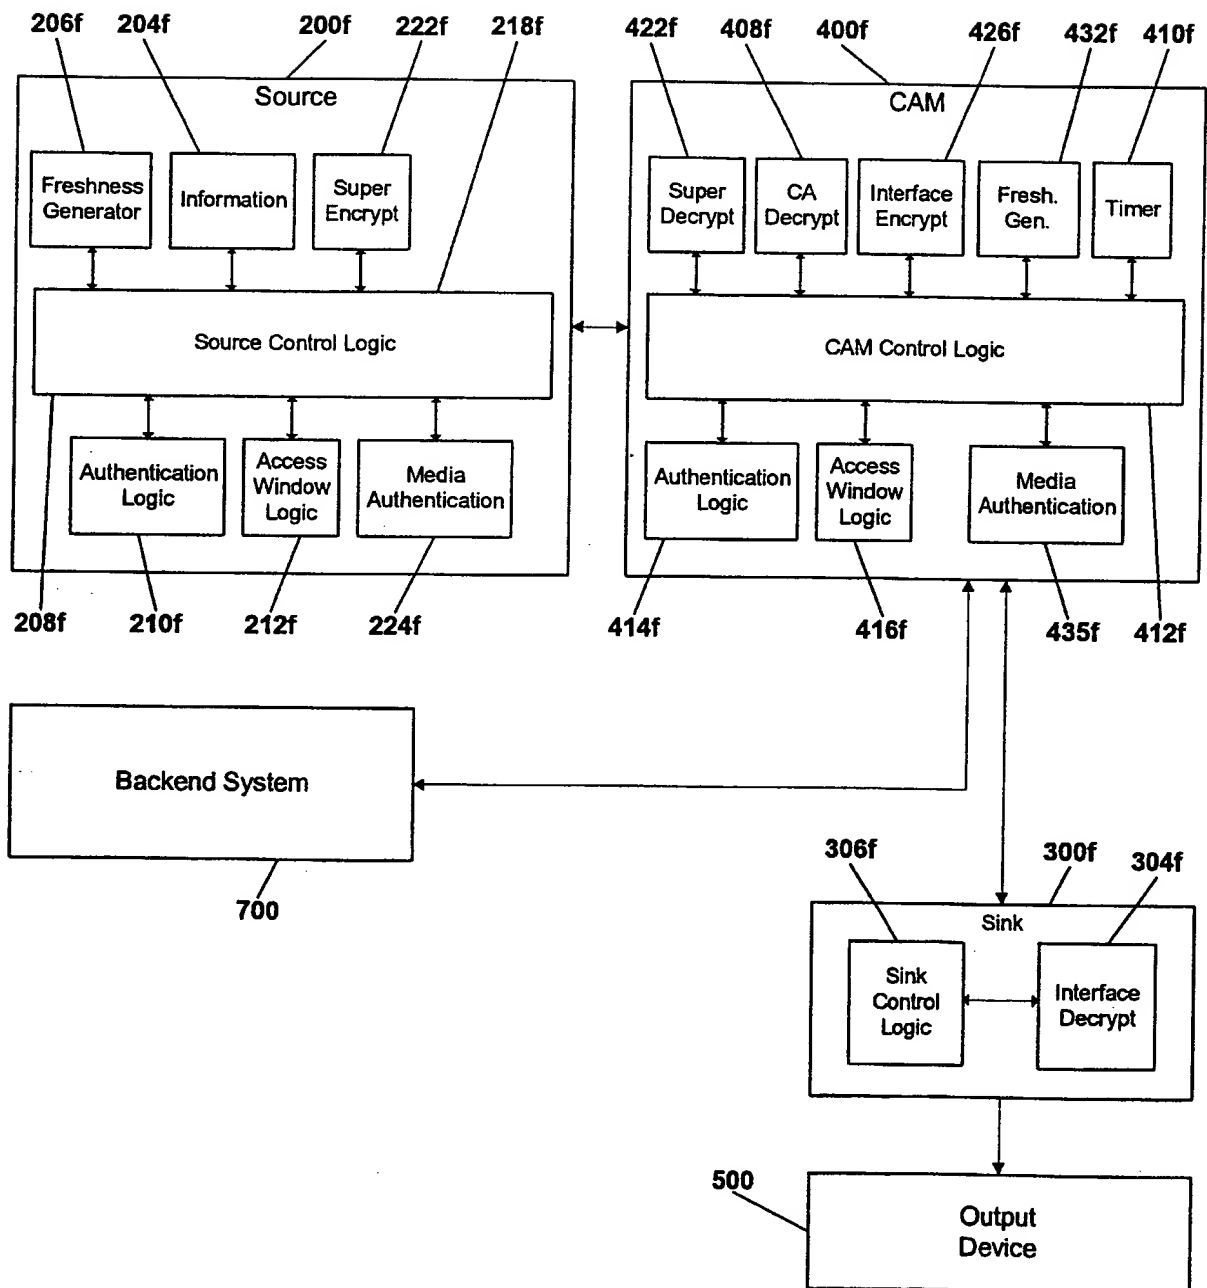 206f 204f 200f 222f 218f 422f 408f 400f 426f 432f 410f
Source
CAM
Freshness
Generator
Information
Super
Encrypt
Super
Decrypt
CA
Decrypt
Interface
Encrypt
Fresh.
Gen.
Timer
Source Control Logic
CAM Control Logic
Authentication
Logic
Access
Window
Logic
Media
Authentication
Authentication
Logic
Access
Window
Logic
Media
Authentication
208f 210f 212f 224f 414f 416f 435f 412f
Backend System
700
306f 300f 304f
Sink
Sink
Control
Logic
Interface
Decrypt
500
Output
Device